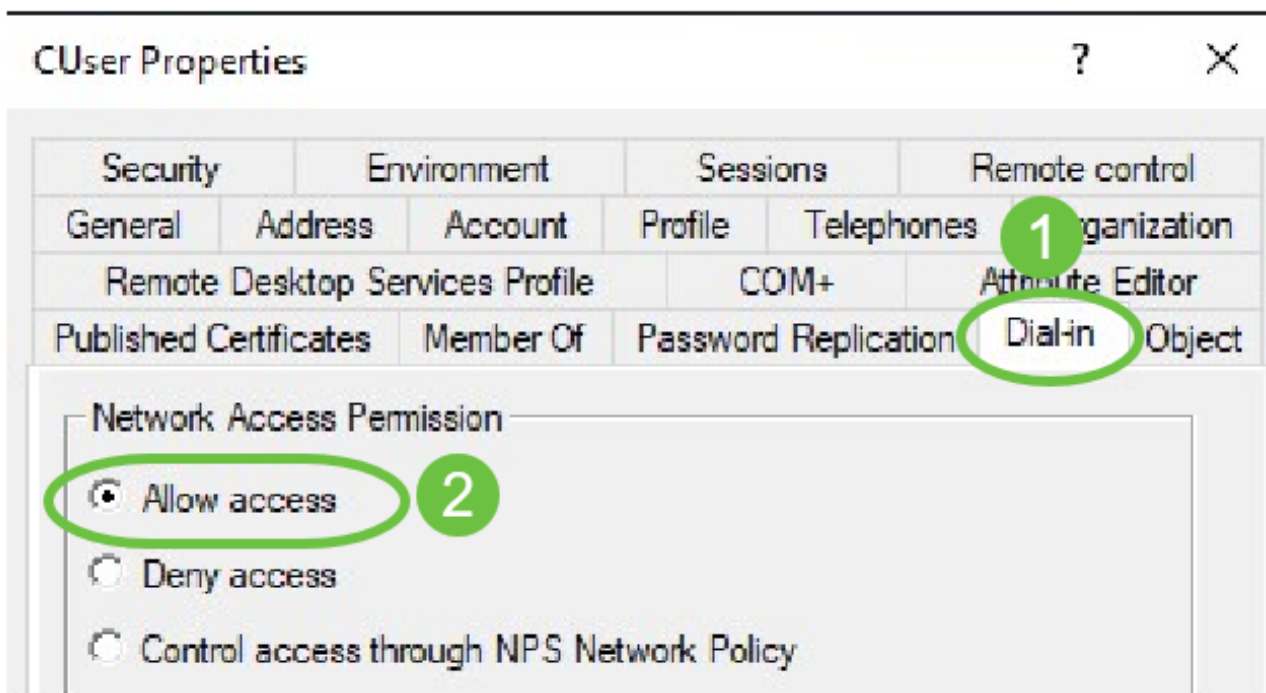 CUser Properties ? ×
Security Environment Sessions Remote control
General Address Account Profile Telephones 1 rganization
Remote Desktop Services Profile COM+ Attribute Editor
Published Certificates Member Of Password Replication Dial-in Object
Network Access Permission
Allow access 2
Deny access
Control access through NPS Network Policy